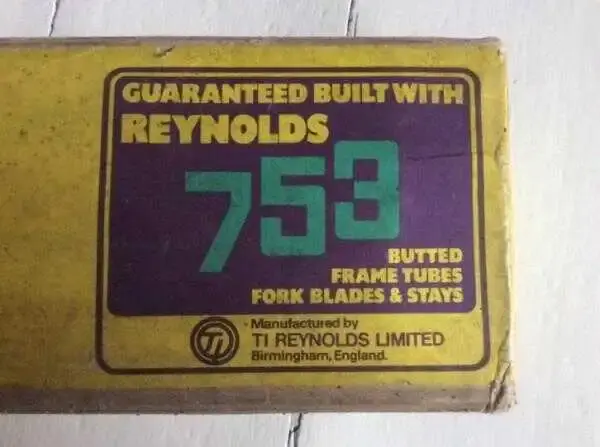 GUARANTEED BUILT WITH
REYNOLDS
753
BUTTED
FRAME TUBES
FORK BLADES & STAYS
TI
Manufactured by
TI REYNOLDS LIMITED
Birmingham, England.